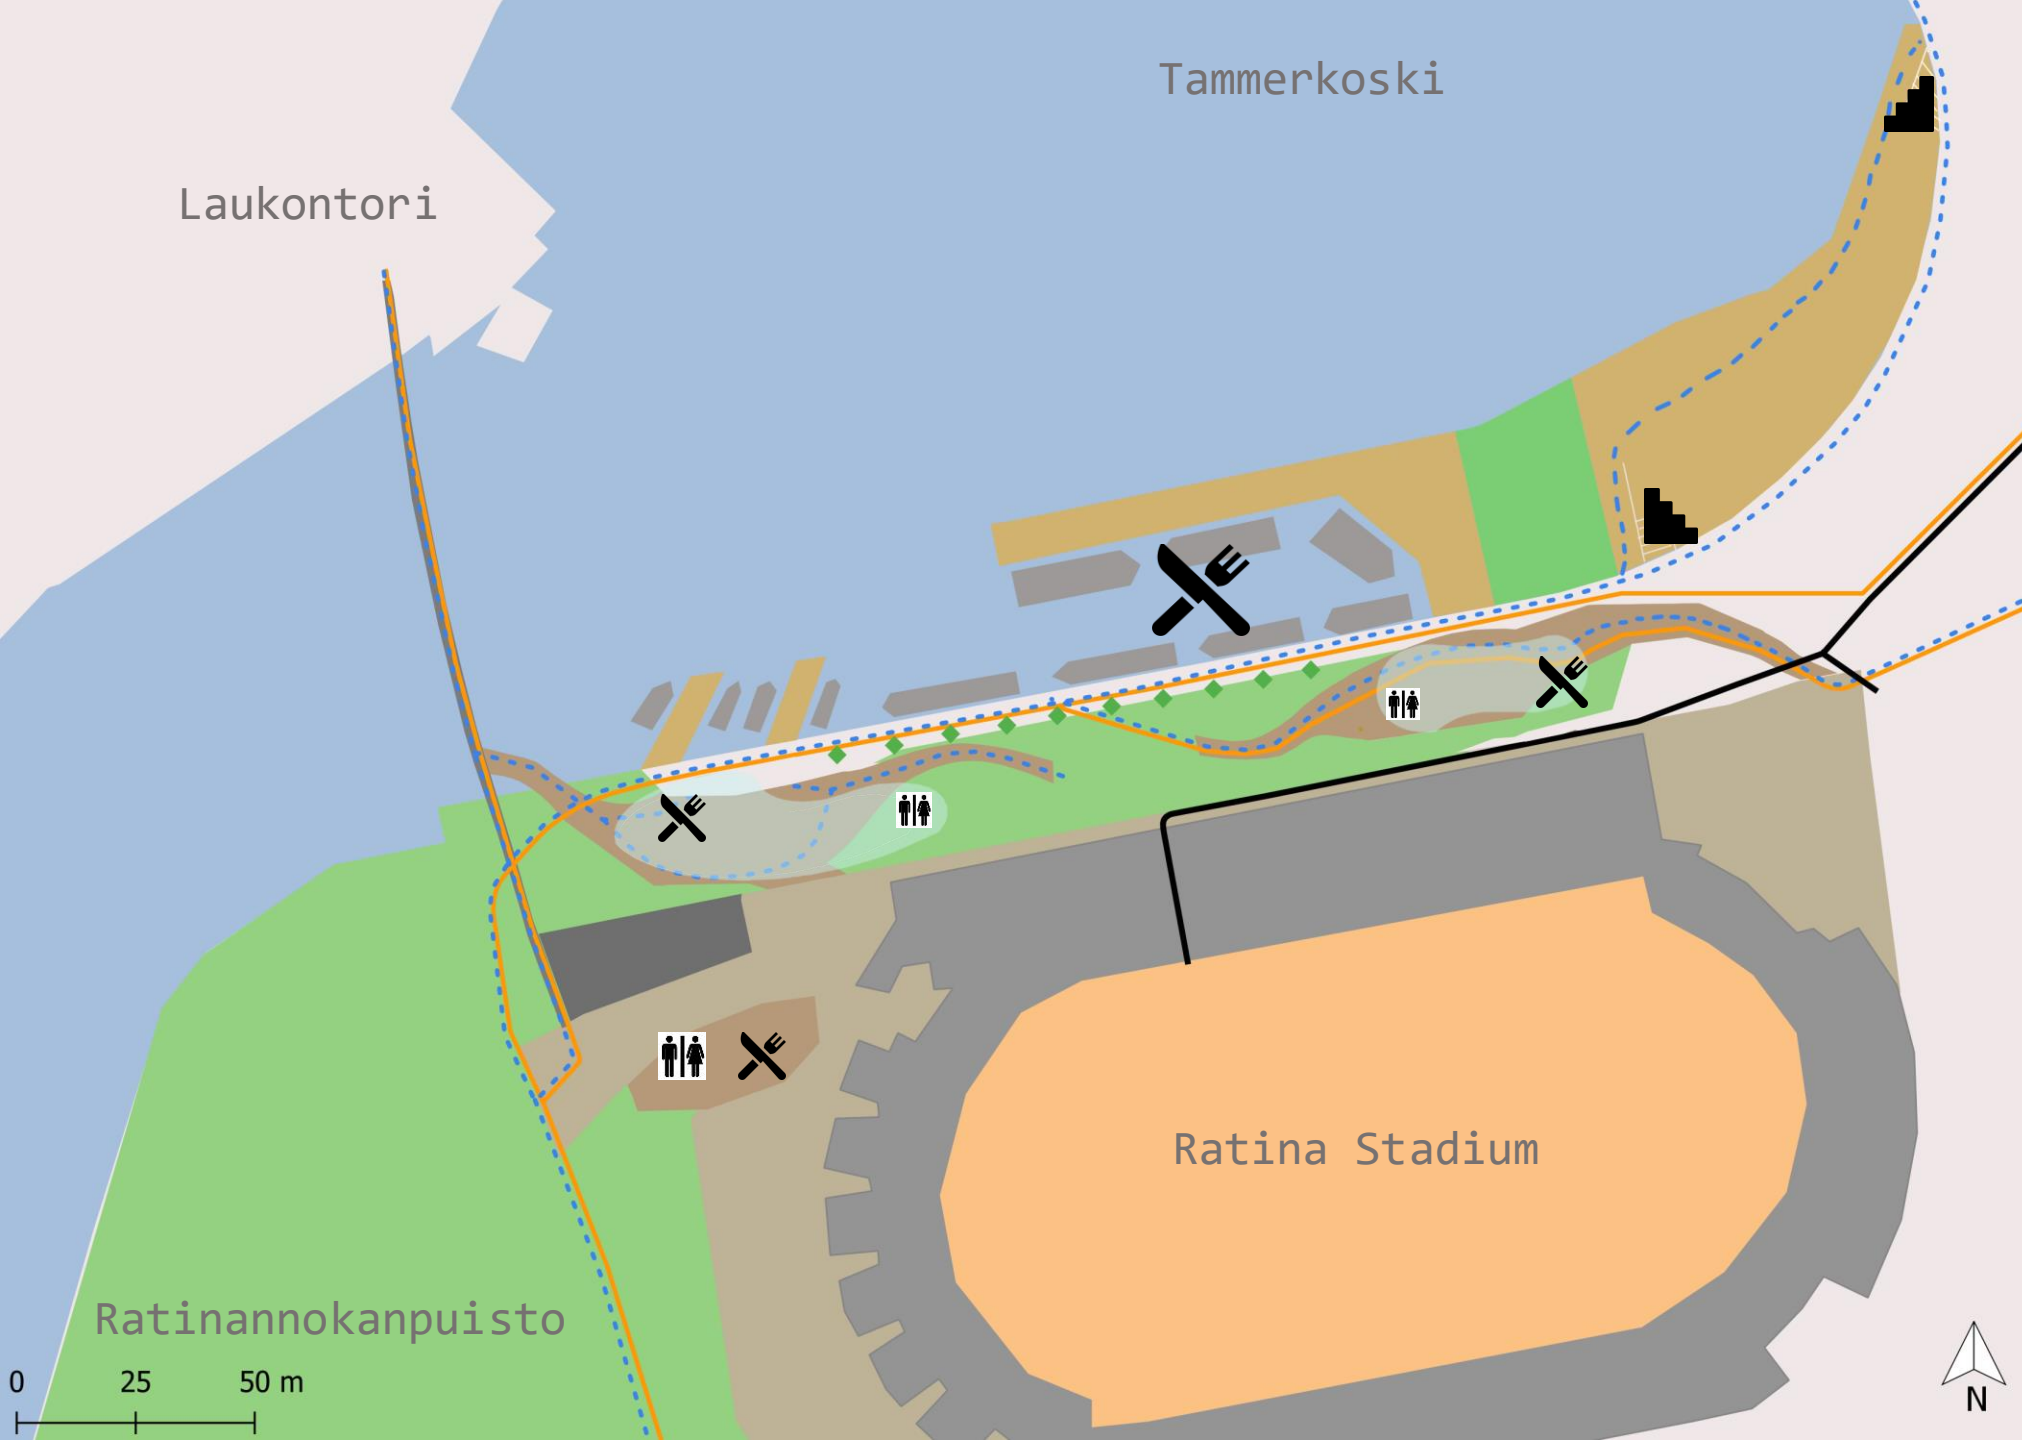 Tammerkoski
Laukontori
Ratina Stadium
Ratinannokanpuisto
0 25 50 m
N